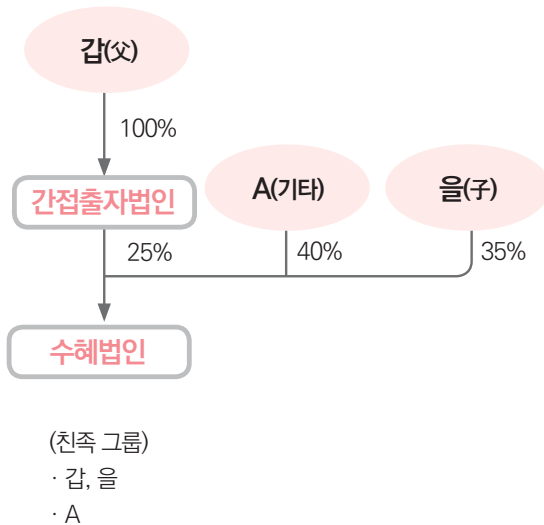 갑(父)
100%
간접출자법인
A(기타)
을(子)
25%
40%
35%
수혜법인
(친족 그룹)
· 갑, 을
· A